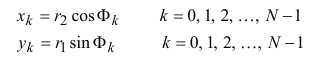 x_k = r_2 cos Φ_k    k = 0, 1, 2, ..., N−1
y_k = r_1 sin Φ_k    k = 0, 1, 2, ..., N−1